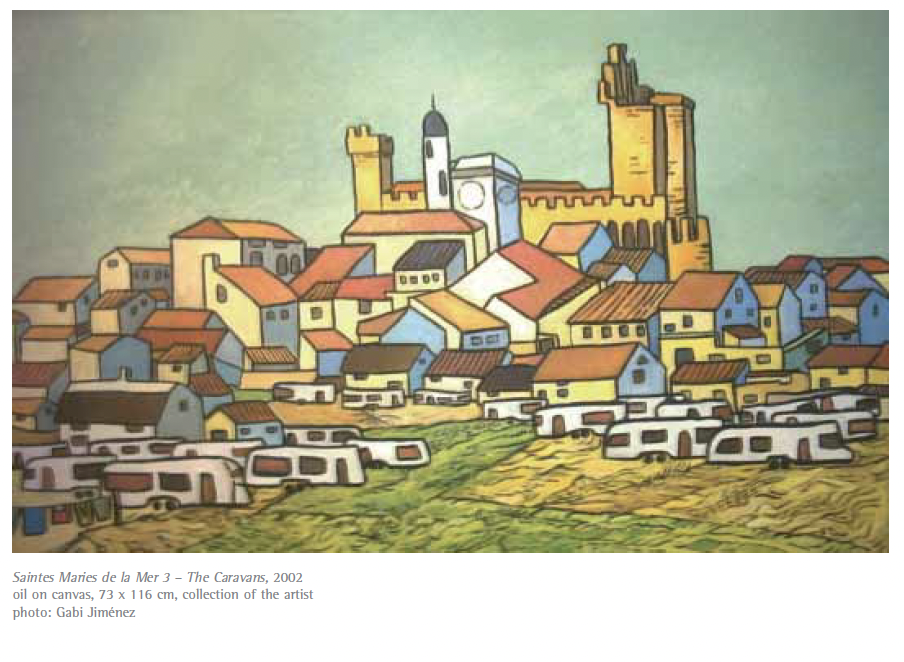 Saintes Maries de la Mer 3 – The Caravans, 2002
oil on canvas, 73 x 116 cm, collection of the artist
photo: Gabi Jiménez